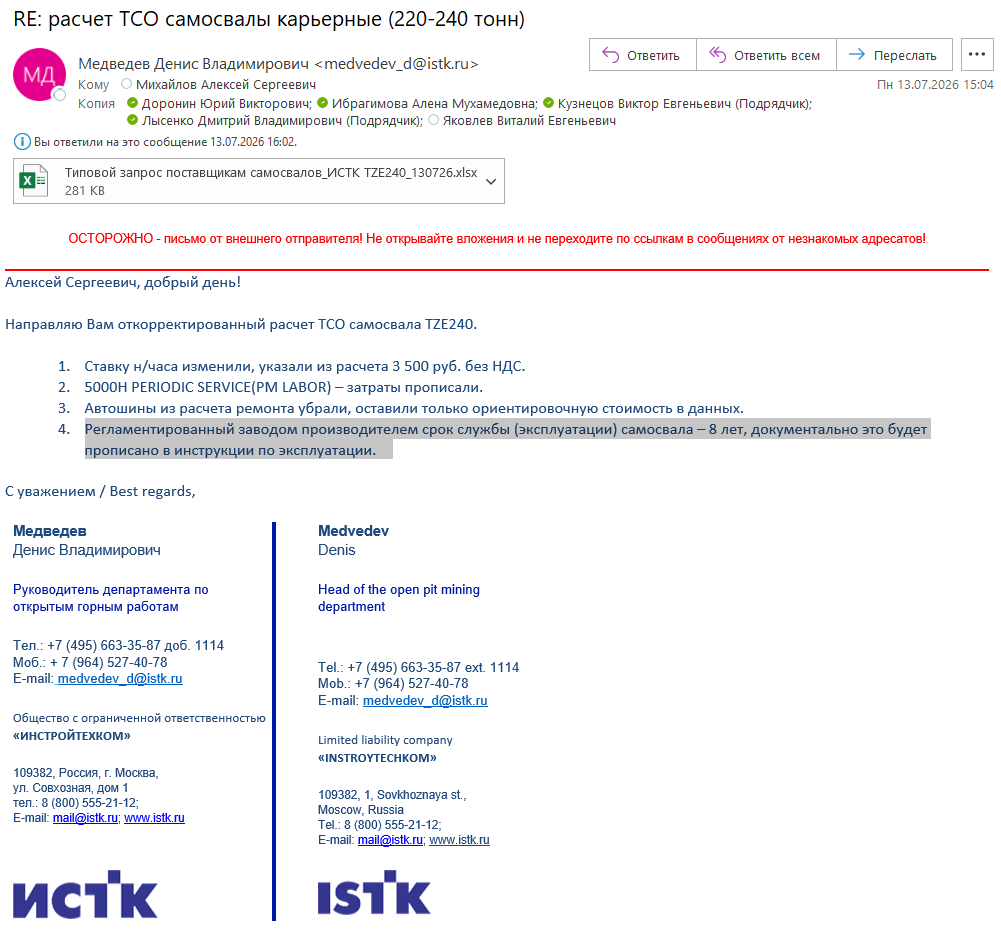 RE: расчет ТСО самосвалы карьерные (220-240 тонн)
МД
Медведев Денис Владимирович <medvedev_d@istk.ru>
Ответить
Ответить всем
Переслать
Кому Михайлов Алексей Сергеевич
Пн 13.07.2026 15:04
Копия Доронин Юрий Викторович; Ибрагимова Алена Мухамедовна; Кузнецов Виктор Евгеньевич (Подрядчик);
Лысенко Дмитрий Владимирович (Подрядчик); Яковлев Виталий Евгеньевич
Вы ответили на это сообщение 13.07.2026 16:02.
Типовой запрос поставщикам самосвалов_ИСТК TZE240_130726.xlsx
281 KB
ОСТОРОЖНО - письмо от внешнего отправителя! Не открывайте вложения и не переходите по ссылкам в сообщениях от незнакомых адресатов!
Алексей Сергеевич, добрый день!
Направляю Вам откорректированный расчет ТСО самосвала TZE240.
1. Ставку н/часа изменили, указали из расчета 3 500 руб. без НДС.
2. 5000H PERIODIC SERVICE(PM LABOR) – затраты прописали.
3. Автошины из расчета ремонта убрали, оставили только ориентировочную стоимость в данных.
4. Регламентированный заводом производителем срок службы (эксплуатации) самосвала – 8 лет, документально это будет
прописано в инструкции по эксплуатации.
С уважением / Best regards,
Медведев
Денис Владимирович
Руководитель департамента по
открытым горным работам
Тел.: +7 (495) 663-35-87 доб. 1114
Моб.: + 7 (964) 527-40-78
E-mail: medvedev_d@istk.ru
Общество с ограниченной ответственностью
«ИНСТРОЙТЕХКОМ»
109382, Россия, г. Москва,
ул. Совхозная, дом 1
тел.: 8 (800) 555-21-12;
E-mail: mail@istk.ru; www.istk.ru
ИСТК
Medvedev
Denis
Head of the open pit mining
department
Tel.: +7 (495) 663-35-87 ext. 1114
Mob.: +7 (964) 527-40-78
E-mail: medvedev_d@istk.ru
Limited liability company
«INSTROYTECHKOM»
109382, 1, Sovkhoznaya st.,
Moscow, Russia
Tel.: 8 (800) 555-21-12;
E-mail: mail@istk.ru; www.istk.ru
ISTK